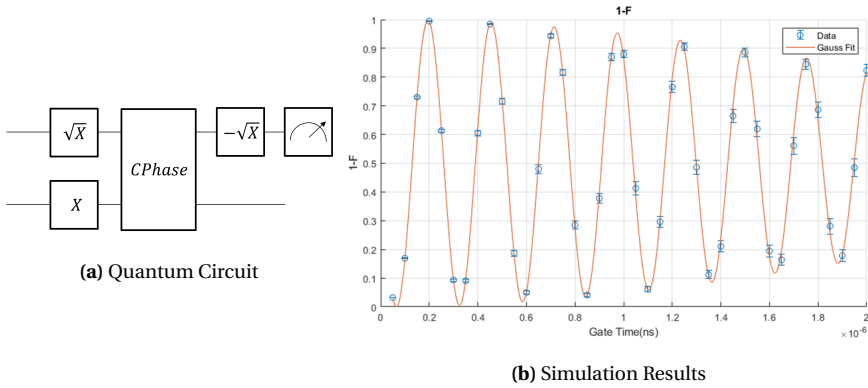 √X
CPhase
−√X
X
(a) Quantum Circuit
1-F
Data
Gauss Fit
1-F
1
0.9
0.8
0.7
0.6
0.5
0.4
0.3
0.2
0.1
0
0 0.2 0.4 0.6 0.8 1 1.2 1.4 1.6 1.8 2
Gate Time(ns)
×10⁻⁶
(b) Simulation Results